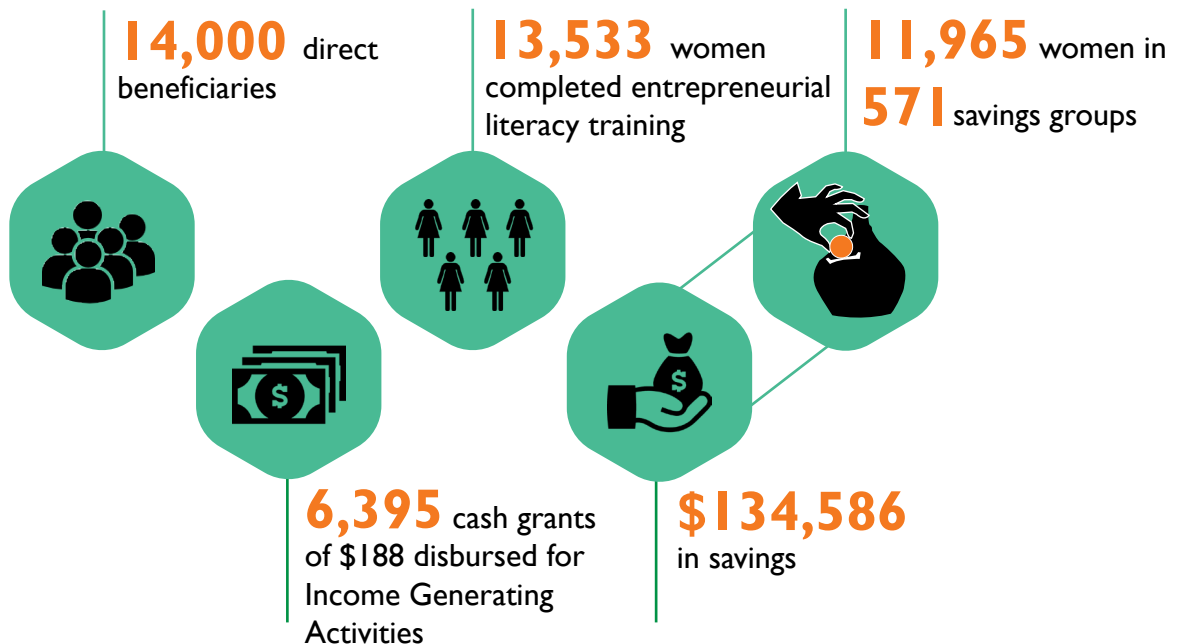 14,000 direct
beneficiaries
13,533 women
completed entrepreneurial
literacy training
11,965 women in
571 savings groups
$
$
6,395 cash grants
of $188 disbursed for
Income Generating
Activities
$134,586
in savings